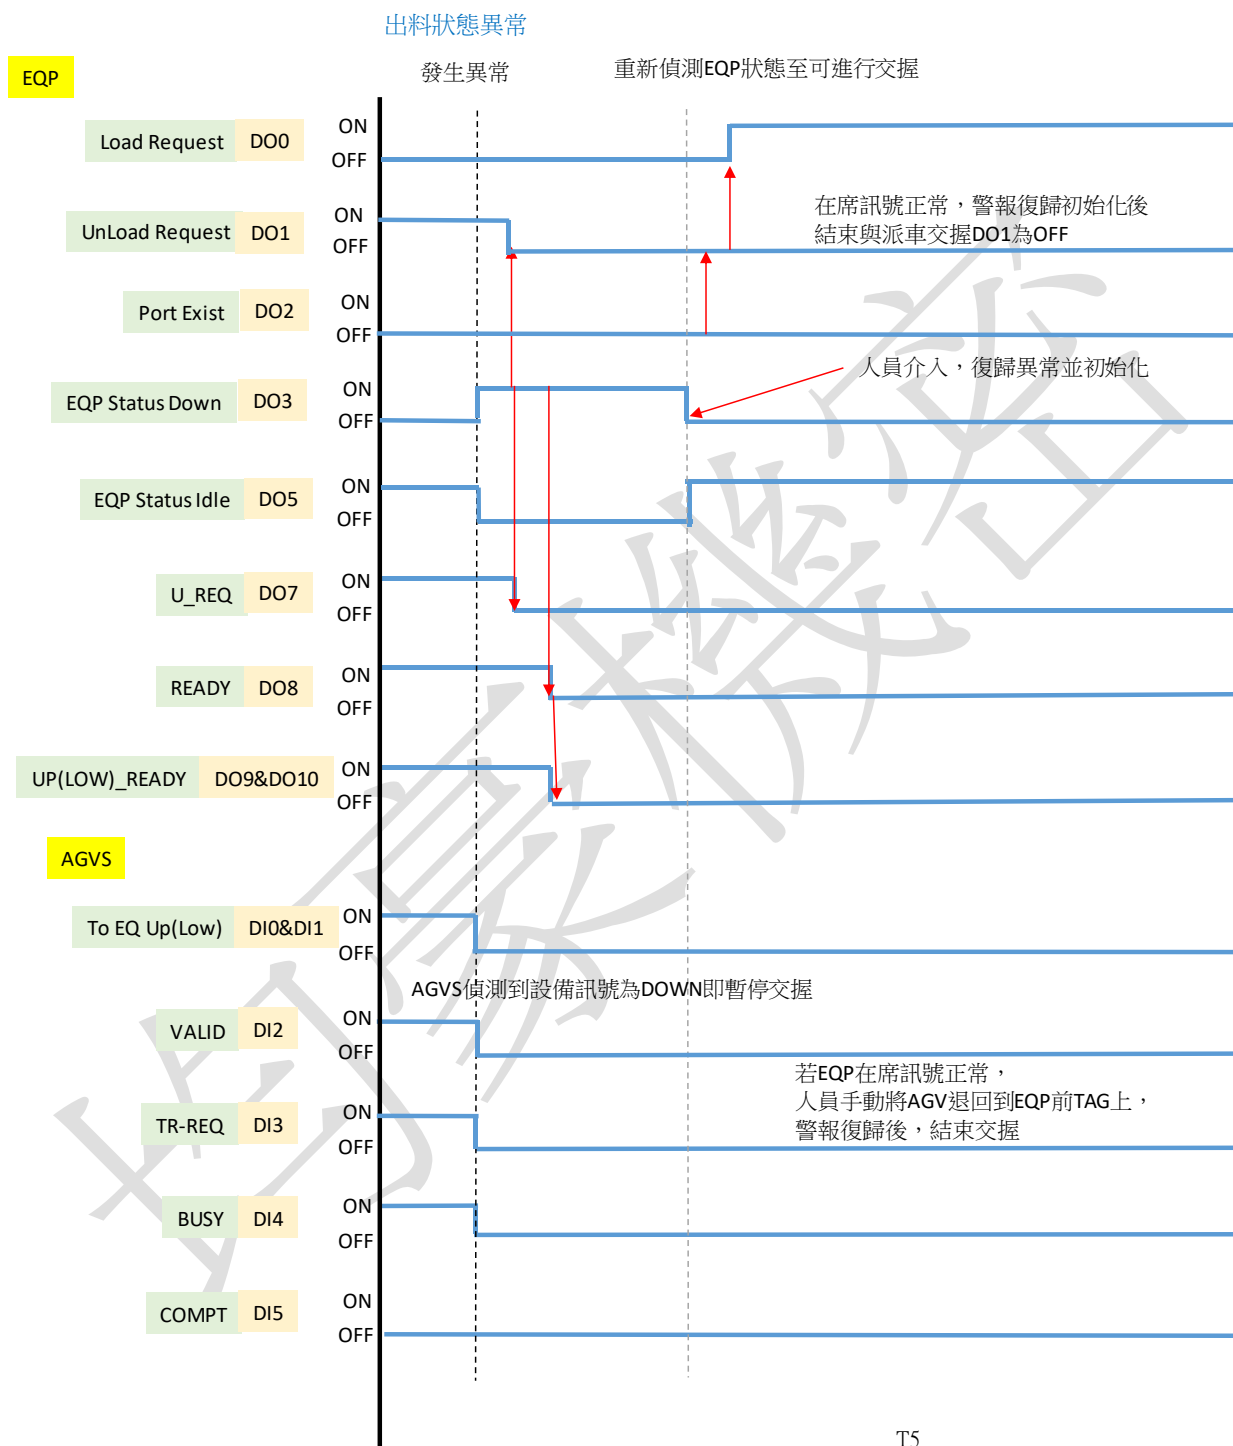 出料狀態異常
EQP
發生異常
重新偵測EQP狀態至可進行交握
Load Request DO0 ON
OFF
UnLoad Request DO1 ON
OFF
在席訊號正常，警報復歸初始化後
結束與派車交握DO1為OFF
Port Exist DO2 ON
OFF
人員介入，復歸異常並初始化
EQP Status Down DO3 ON
OFF
EQP Status Idle DO5 ON
OFF
U_REQ DO7 ON
OFF
READY DO8 ON
OFF
UP(LOW)_READY DO9&DO10 ON
OFF
AGVS
To EQ Up(Low) DI0&DI1 ON
OFF
AGVS偵測到設備訊號為DOWN即暫停交握
VALID DI2 ON
OFF
若EQP在席訊號正常，
人員手動將AGV退回到EQP前TAG上，
警報復歸後，結束交握
TR-REQ DI3 ON
OFF
BUSY DI4 ON
OFF
COMPT DI5 ON
OFF
T5
均豪機密